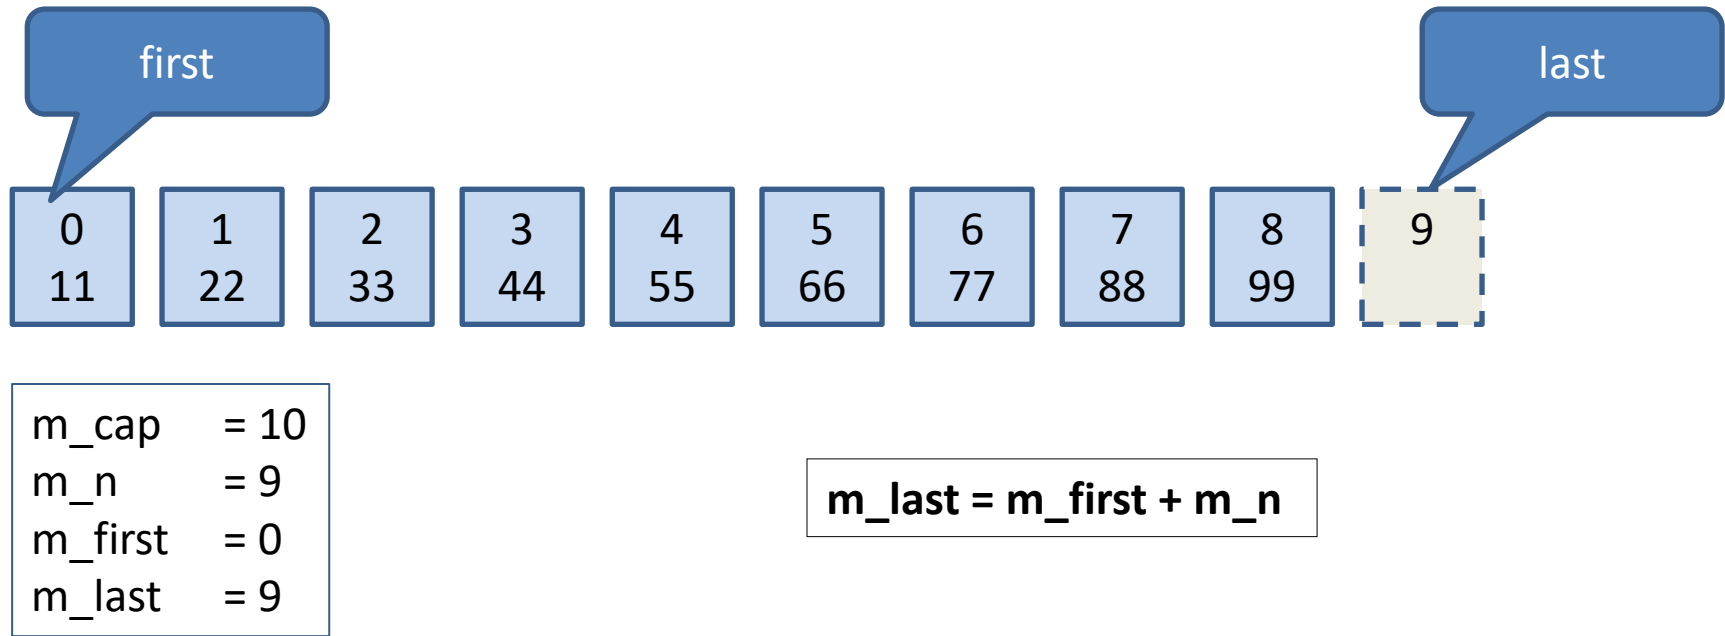 first
last
0 1 2 3 4 5 6 7 8 9
11 22 33 44 55 66 77 88 99
m_cap = 10
m_n = 9
m_first = 0
m_last = 9
m_last = m_first + m_n